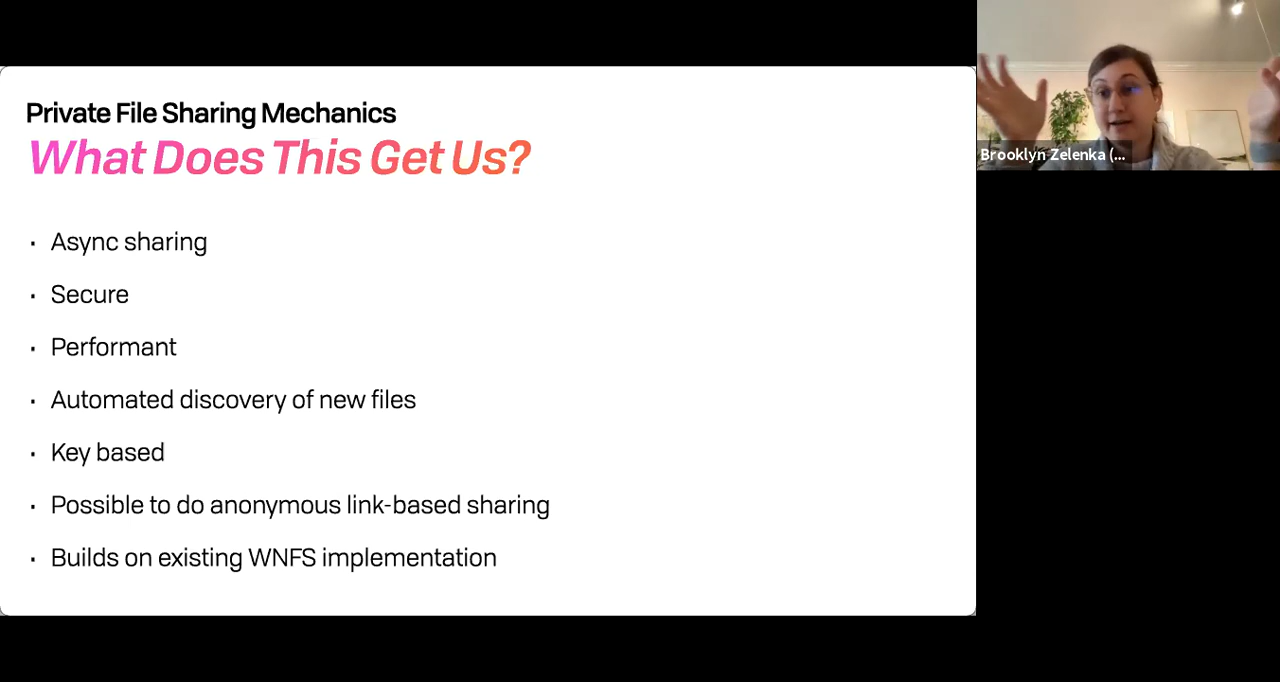 Private File Sharing Mechanics
What Does This Get Us?
· Async sharing
· Secure
· Performant
· Automated discovery of new files
· Key based
· Possible to do anonymous link-based sharing
· Builds on existing WNFS implementation
Brooklyn Zelenka (...